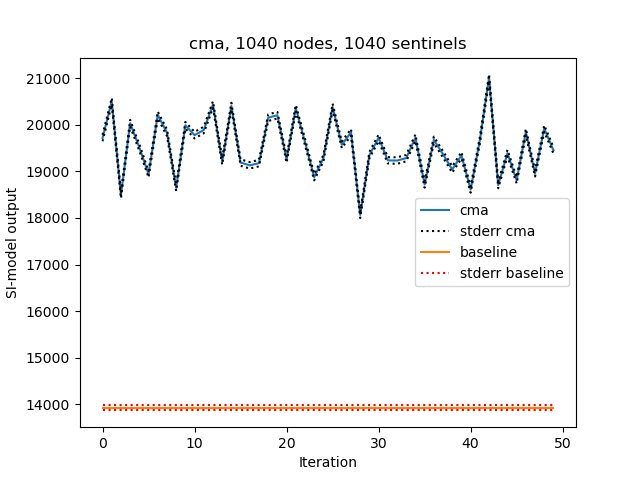 cma, 1040 nodes, 1040 sentinels
SI-model output
21000
20000
19000
18000
17000
16000
15000
14000
cma
stderr cma
baseline
stderr baseline
0 10 20 30 40 50
Iteration